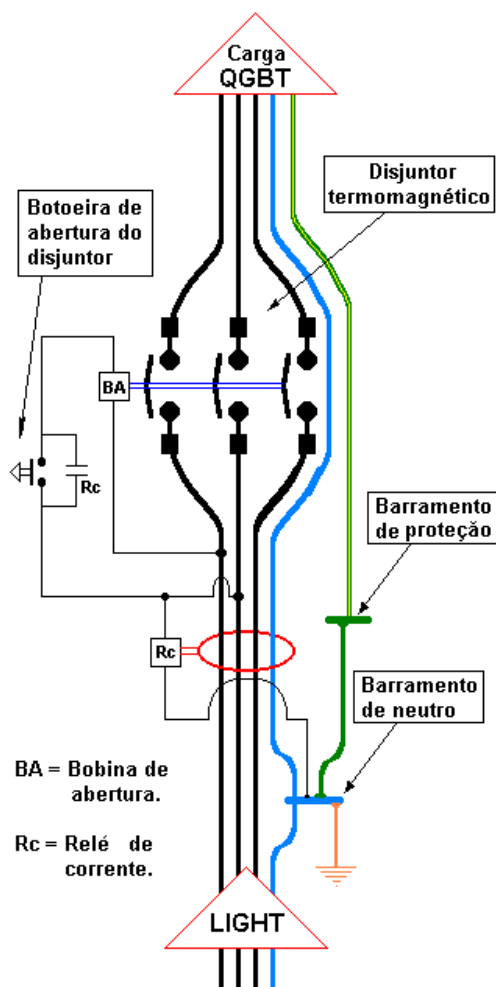 Carga
QGBT
Disjuntor
termomagnético
Botoeira de
abertura do
disjuntor
BA
Rc
Barramento
de proteção
Rc
Barramento
de neutro
BA = Bobina de
abertura.
Rc = Relé de
corrente.
LIGHT